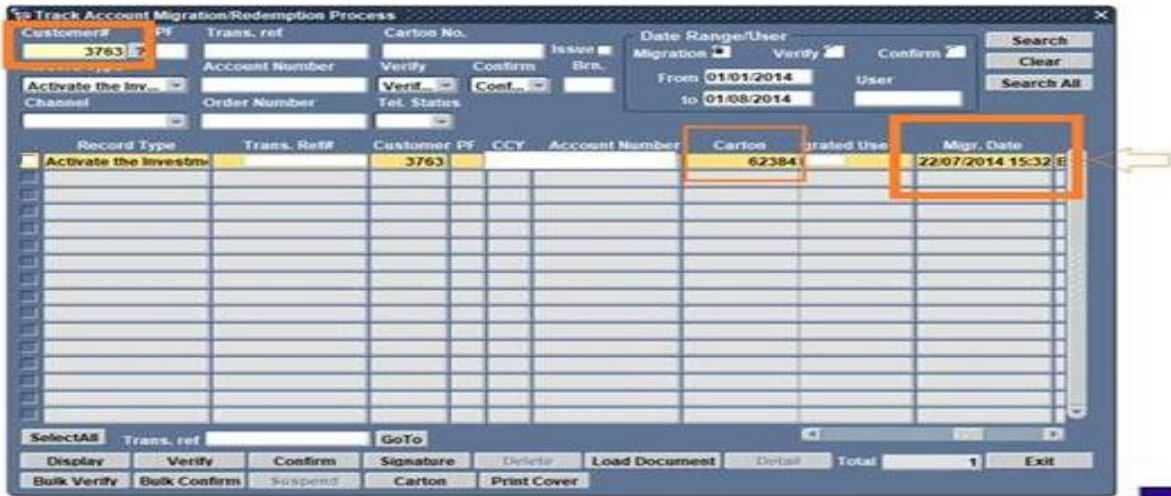 Track Account Migration/Redemption Process
Customer# PF Trans. ref Carton No. Date Range/User
3763 ? Issue Migration Verify Confirm Search
Account Number Verify Confirm Brn. Clear
Activate the Inv... Verif... Conf... From 01/01/2014 User Search All
Channel Order Number Tel. Status to 01/08/2014
Record Type Trans. Ref# Customer PF CCY Account Number Carton grated Use Migr. Date
Activate the Investm 3763 62384 22/07/2014 15:32 E
SelectAll Trans. ref GoTo
Display Verify Confirm Signature Delete Load Document Detail Total 1 Exit
Bulk Verify Bulk Confirm Suspend Carton Print Cover